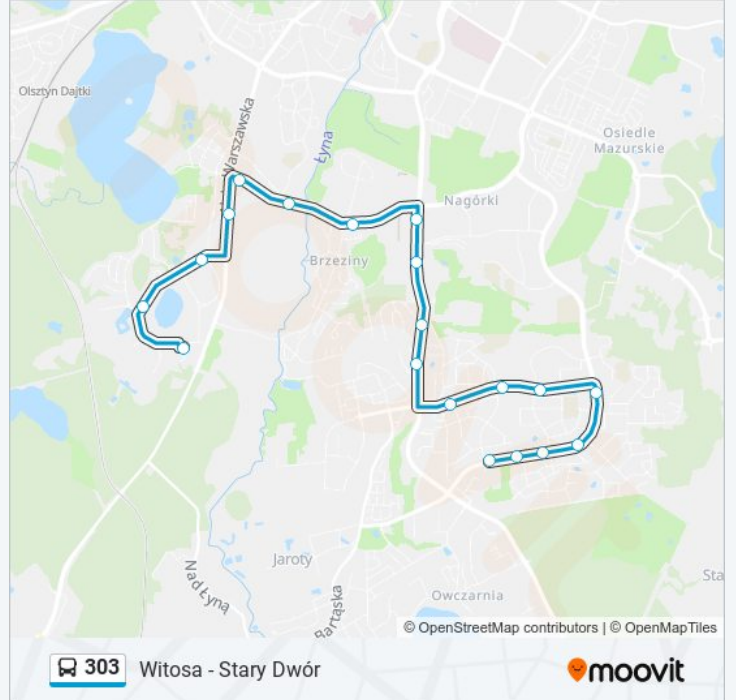 Olsztyn Dajtki
Warszawska
Łyna
Osiedle
Mazurskie
Nagórki
Brzeziny
Jaroty
Nad Łyną
Bartąska
Owczarnia
Sta
© OpenStreetMap contributors | © OpenMapTiles
303 Witosa - Stary Dwór
moovit